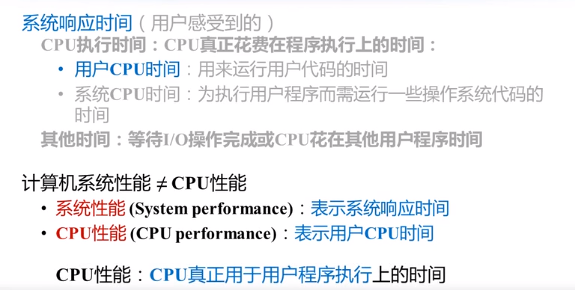 系统响应时间（用户感受到的）
CPU执行时间：CPU真正花费在程序执行上的时间：
• 用户CPU时间：用来运行用户代码的时间
• 系统CPU时间：为执行用户程序而需运行一些操作系统代码的
时间
其他时间：等待I/O操作完成或CPU花在其他用户程序时间
计算机系统性能 ≠ CPU性能
• 系统性能 (System performance)：表示系统响应时间
• CPU性能 (CPU performance)：表示用户CPU时间
CPU性能：CPU真正用于用户程序执行上的时间